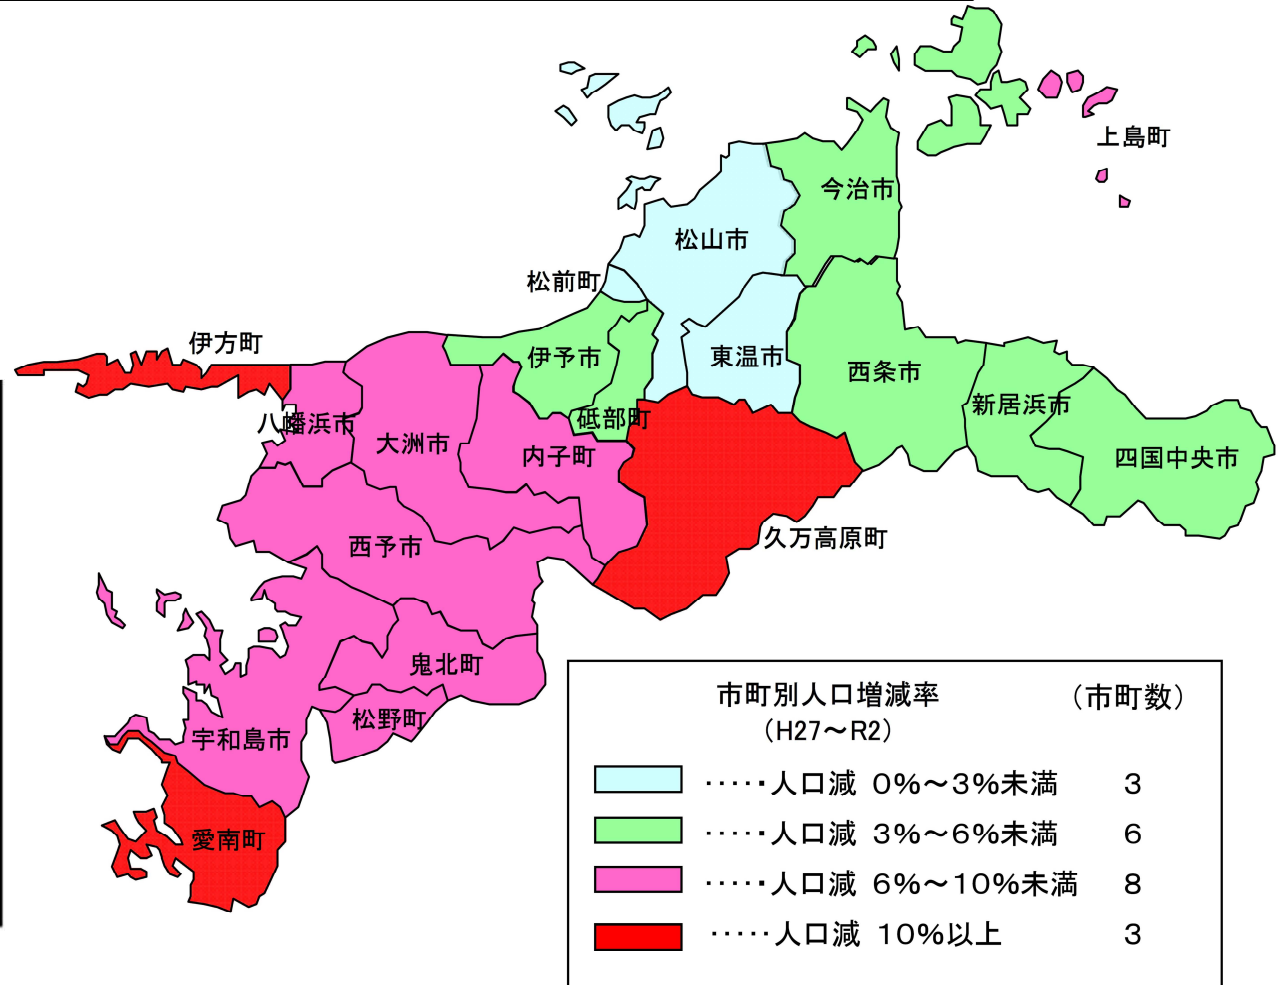 上島町
今治市
松山市
松前町
伊方町
伊予市
東温市
西条市
新居浜市
八幡浜市
砥部町
大洲市
内子町
四国中央市
久万高原町
西予市
鬼北町
松野町
宇和島市
愛南町
市町別人口増減率 （市町数）
（H27～R2）
・・・・・人口減 0％～3％未満 3
・・・・・人口減 3％～6％未満 6
・・・・・人口減 6％～10％未満 8
・・・・・人口減 10％以上 3